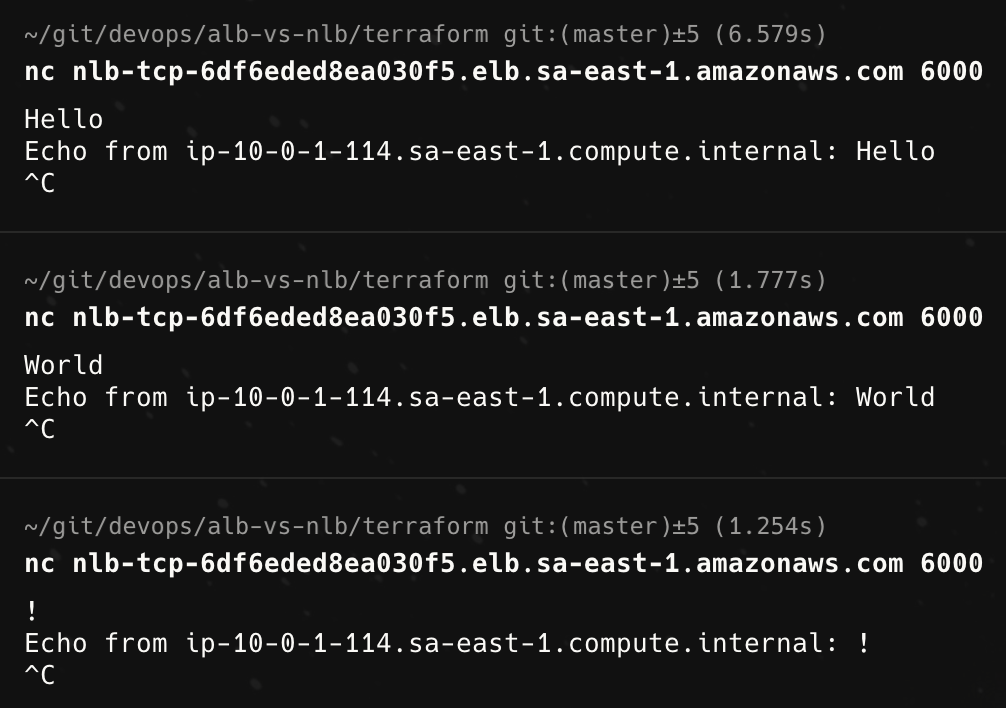 ~/git/devops/alb-vs-nlb/terraform git:(master)±5 (6.579s)
nc nlb-tcp-6df6eded8ea030f5.elb.sa-east-1.amazonaws.com 6000
Hello
Echo from ip-10-0-1-114.sa-east-1.compute.internal: Hello
^C
~/git/devops/alb-vs-nlb/terraform git:(master)±5 (1.777s)
nc nlb-tcp-6df6eded8ea030f5.elb.sa-east-1.amazonaws.com 6000
World
Echo from ip-10-0-1-114.sa-east-1.compute.internal: World
^C
~/git/devops/alb-vs-nlb/terraform git:(master)±5 (1.254s)
nc nlb-tcp-6df6eded8ea030f5.elb.sa-east-1.amazonaws.com 6000
!
Echo from ip-10-0-1-114.sa-east-1.compute.internal: !
^C